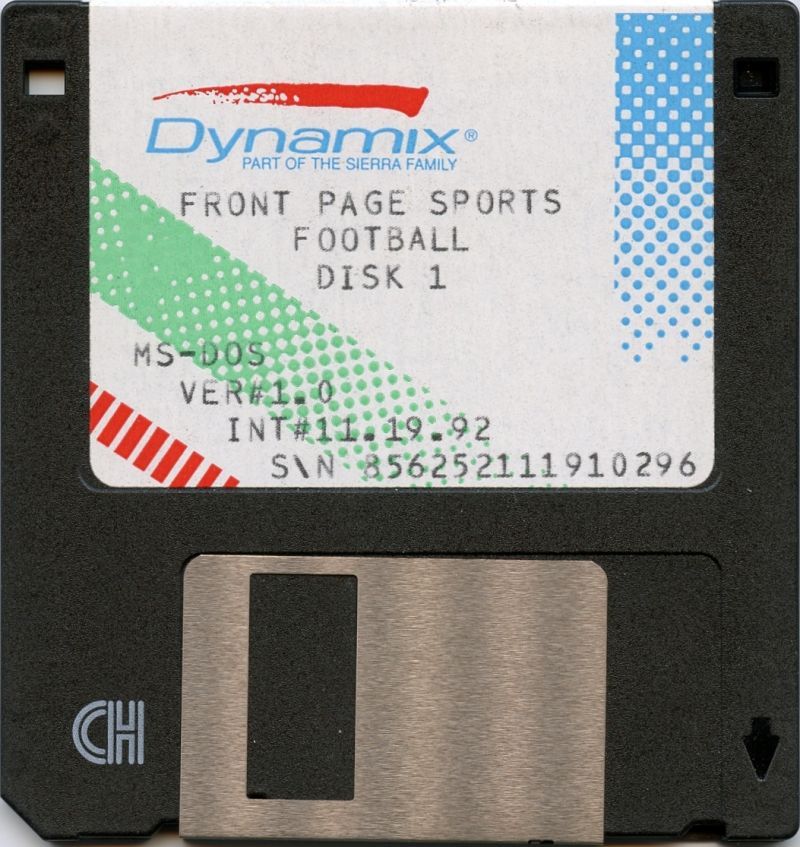 Dynamix®
PART OF THE SIERRA FAMILY
FRONT PAGE SPORTS
FOOTBALL
DISK 1
MS-DOS
VER#1.0
INT#11.19.92
S\N 856252111910296
CH